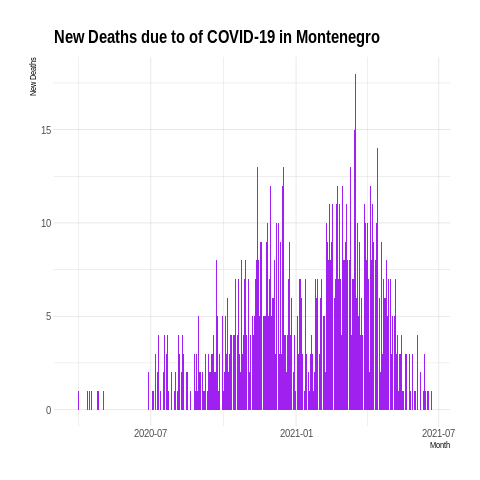 New Deaths due to of COVID-19 in Montenegro
New Deaths
15
10
5
0
2020-07
2021-01
2021-07
Month